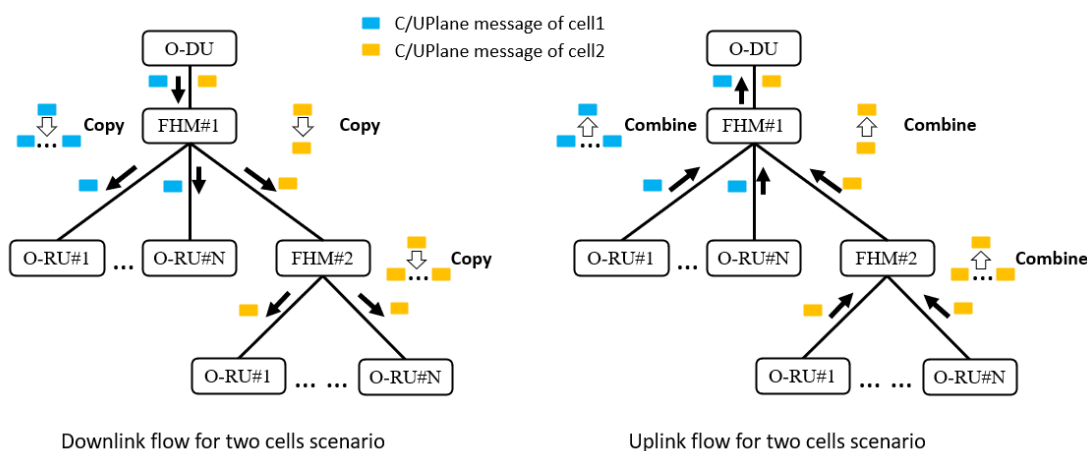 C/UPlane message of cell1
C/UPlane message of cell2
O-DU
FHM#1
Copy
Copy
O-RU#1
...
O-RU#N
FHM#2
Copy
O-RU#1
... ...
O-RU#N
Downlink flow for two cells scenario
O-DU
FHM#1
Combine
Combine
O-RU#1
...
O-RU#N
FHM#2
Combine
O-RU#1
... ...
O-RU#N
Uplink flow for two cells scenario